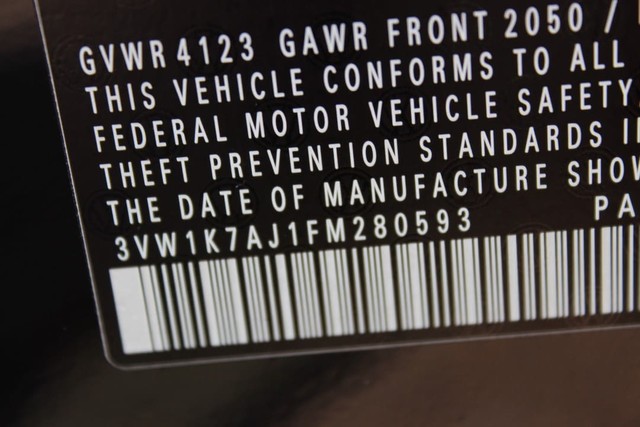 GVWR 4123 GAWR FRONT 2050 /
THIS VEHICLE CONFORMS TO ALL
FEDERAL MOTOR VEHICLE SAFETY
THEFT PREVENTION STANDARDS I
THE DATE OF MANUFACTURE SHOW
3VW1K7AJ1FM280593 PA